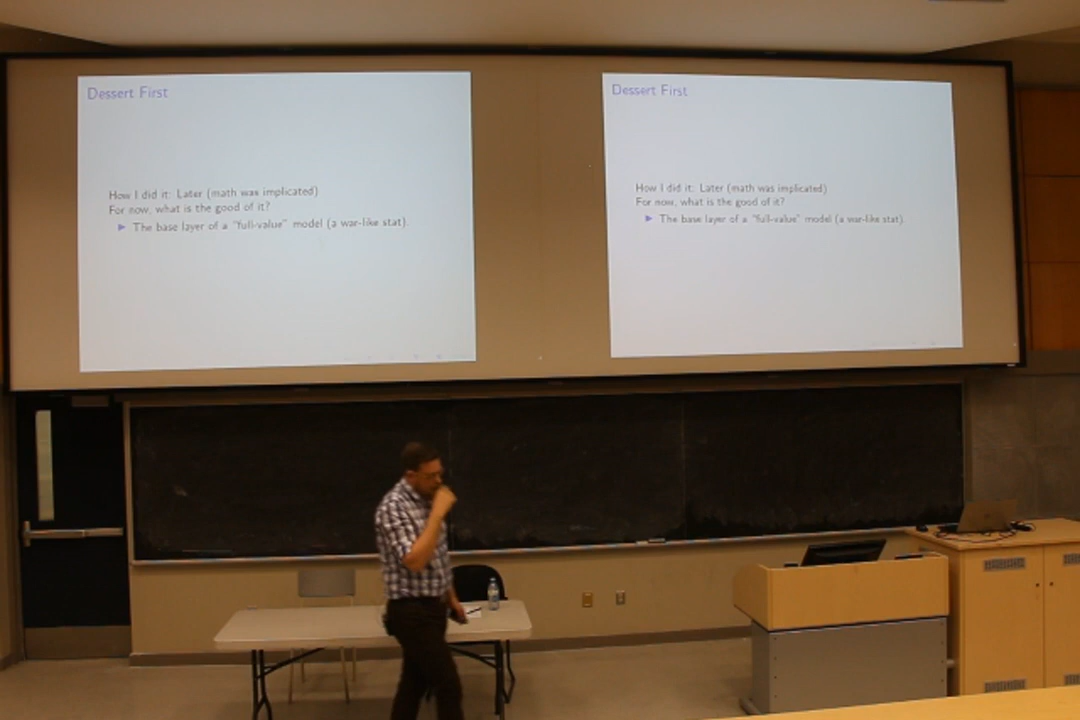 Dessert First
How I did it: Later (math was implicated)
For now, what is the good of it?
▶ The base layer of a "full-value" model (a war-like stat).
Dessert First
How I did it: Later (math was implicated)
For now, what is the good of it?
▶ The base layer of a "full-value" model (a war-like stat).